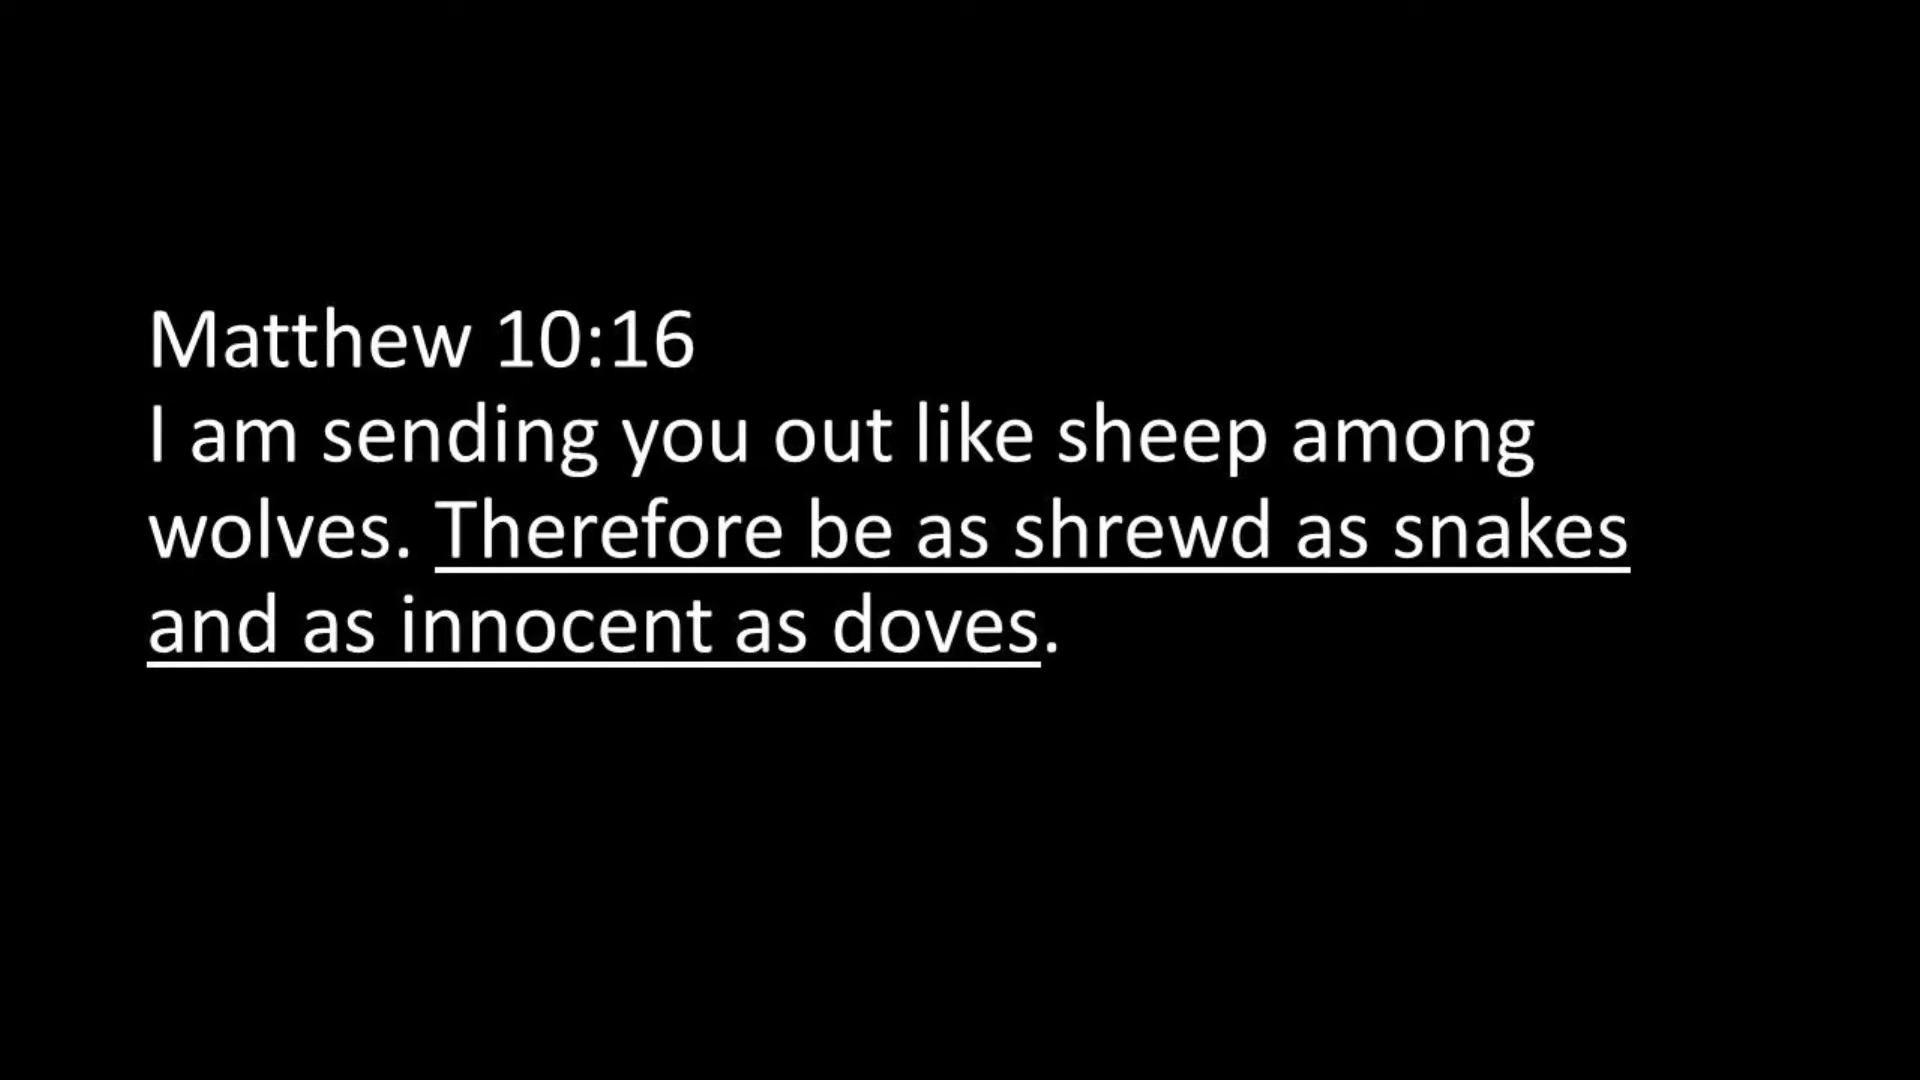 Matthew 10:16
I am sending you out like sheep among
wolves. Therefore be as shrewd as snakes
and as innocent as doves.